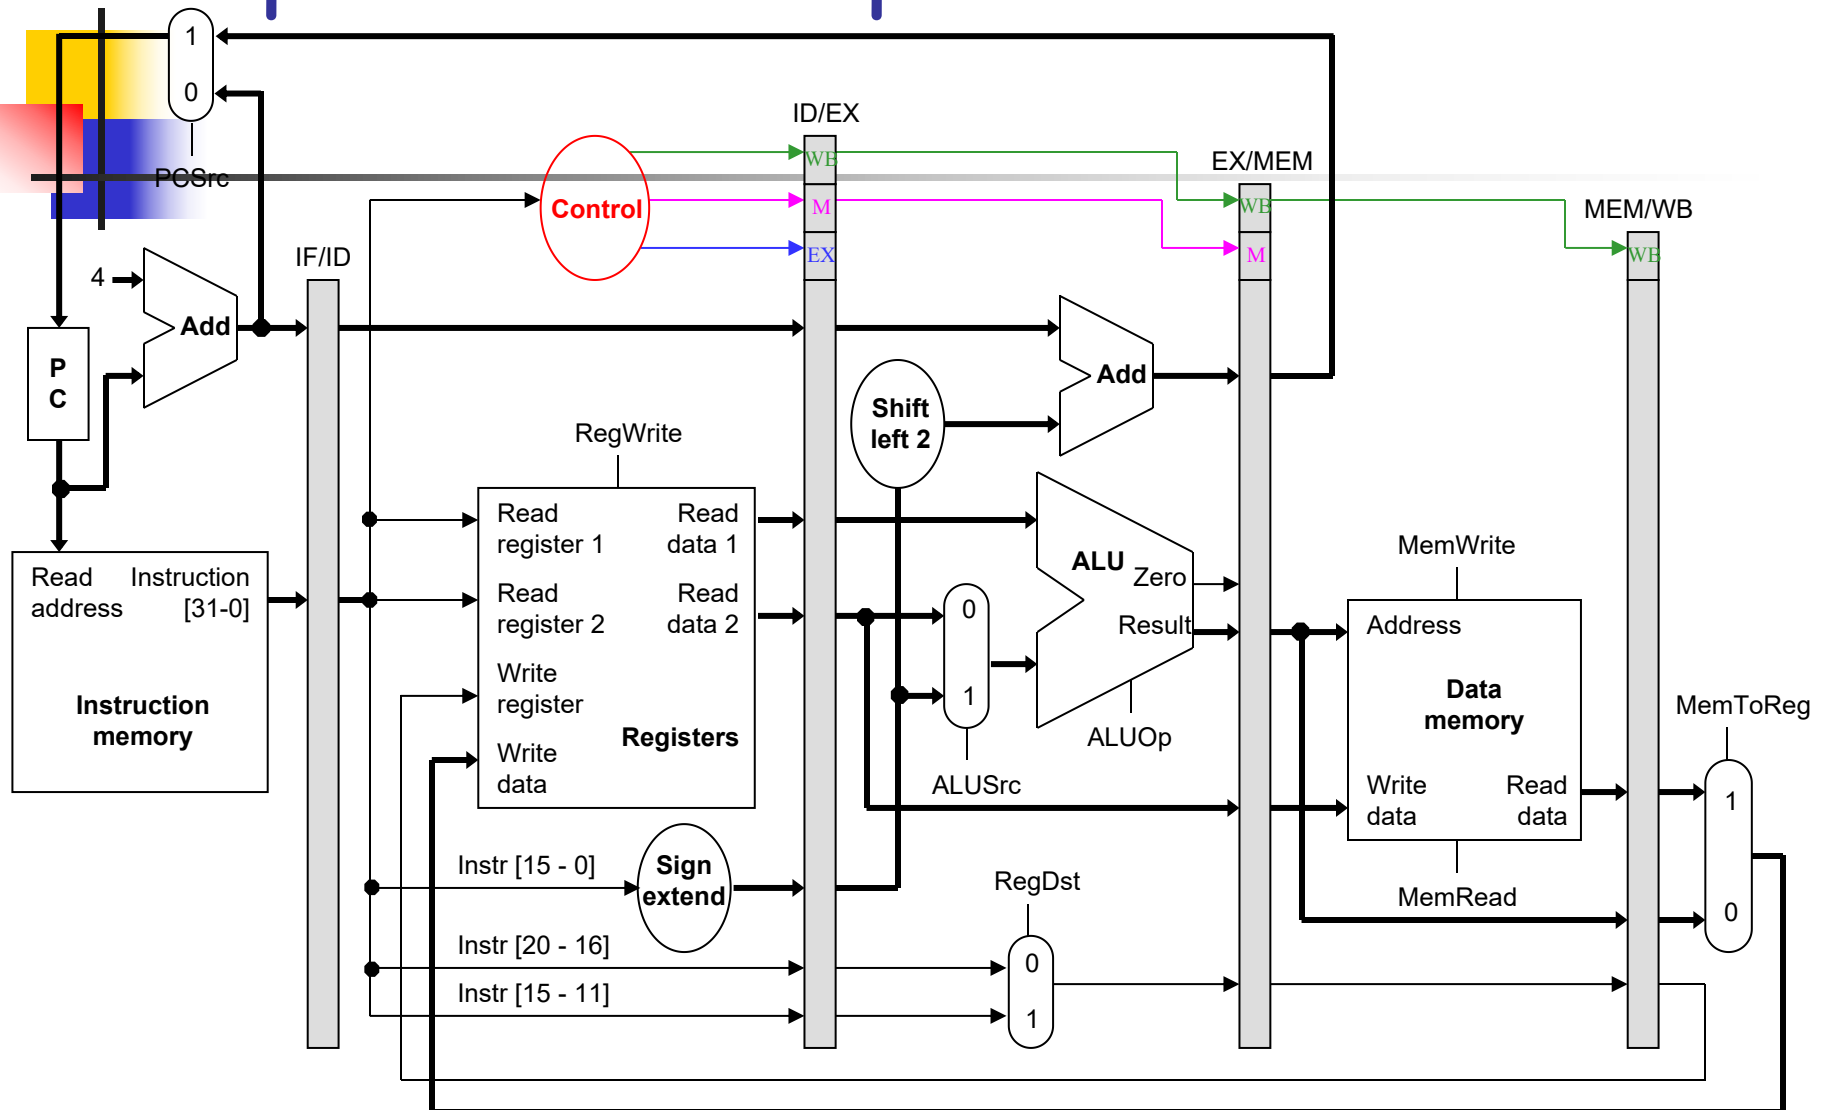 1
0
PCSrc
ID/EX
WB
EX/MEM
Control
M
WB
MEM/WB
EX
M
WB
IF/ID
4
Add
P
C
Add
Shift
left 2
RegWrite
Read
register 1
Read
data 1
Read
register 2
Read
data 2
Write
register
Registers
Write
data
ALU
Zero
Result
0
1
ALUSrc
ALUOp
Read
address
Instruction
[31-0]
Instruction
memory
MemWrite
Address
Data
memory
Write
data
Read
data
MemRead
MemToReg
1
0
Instr [15 - 0]
Sign
extend
RegDst
Instr [20 - 16]
0
Instr [15 - 11]
1